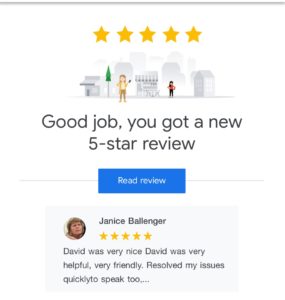 Good job, you got a new
5-star review
Read review
Janice Ballenger
David was very nice David was very
helpful, very friendly. Resolved my issues
quicklyto speak too,...